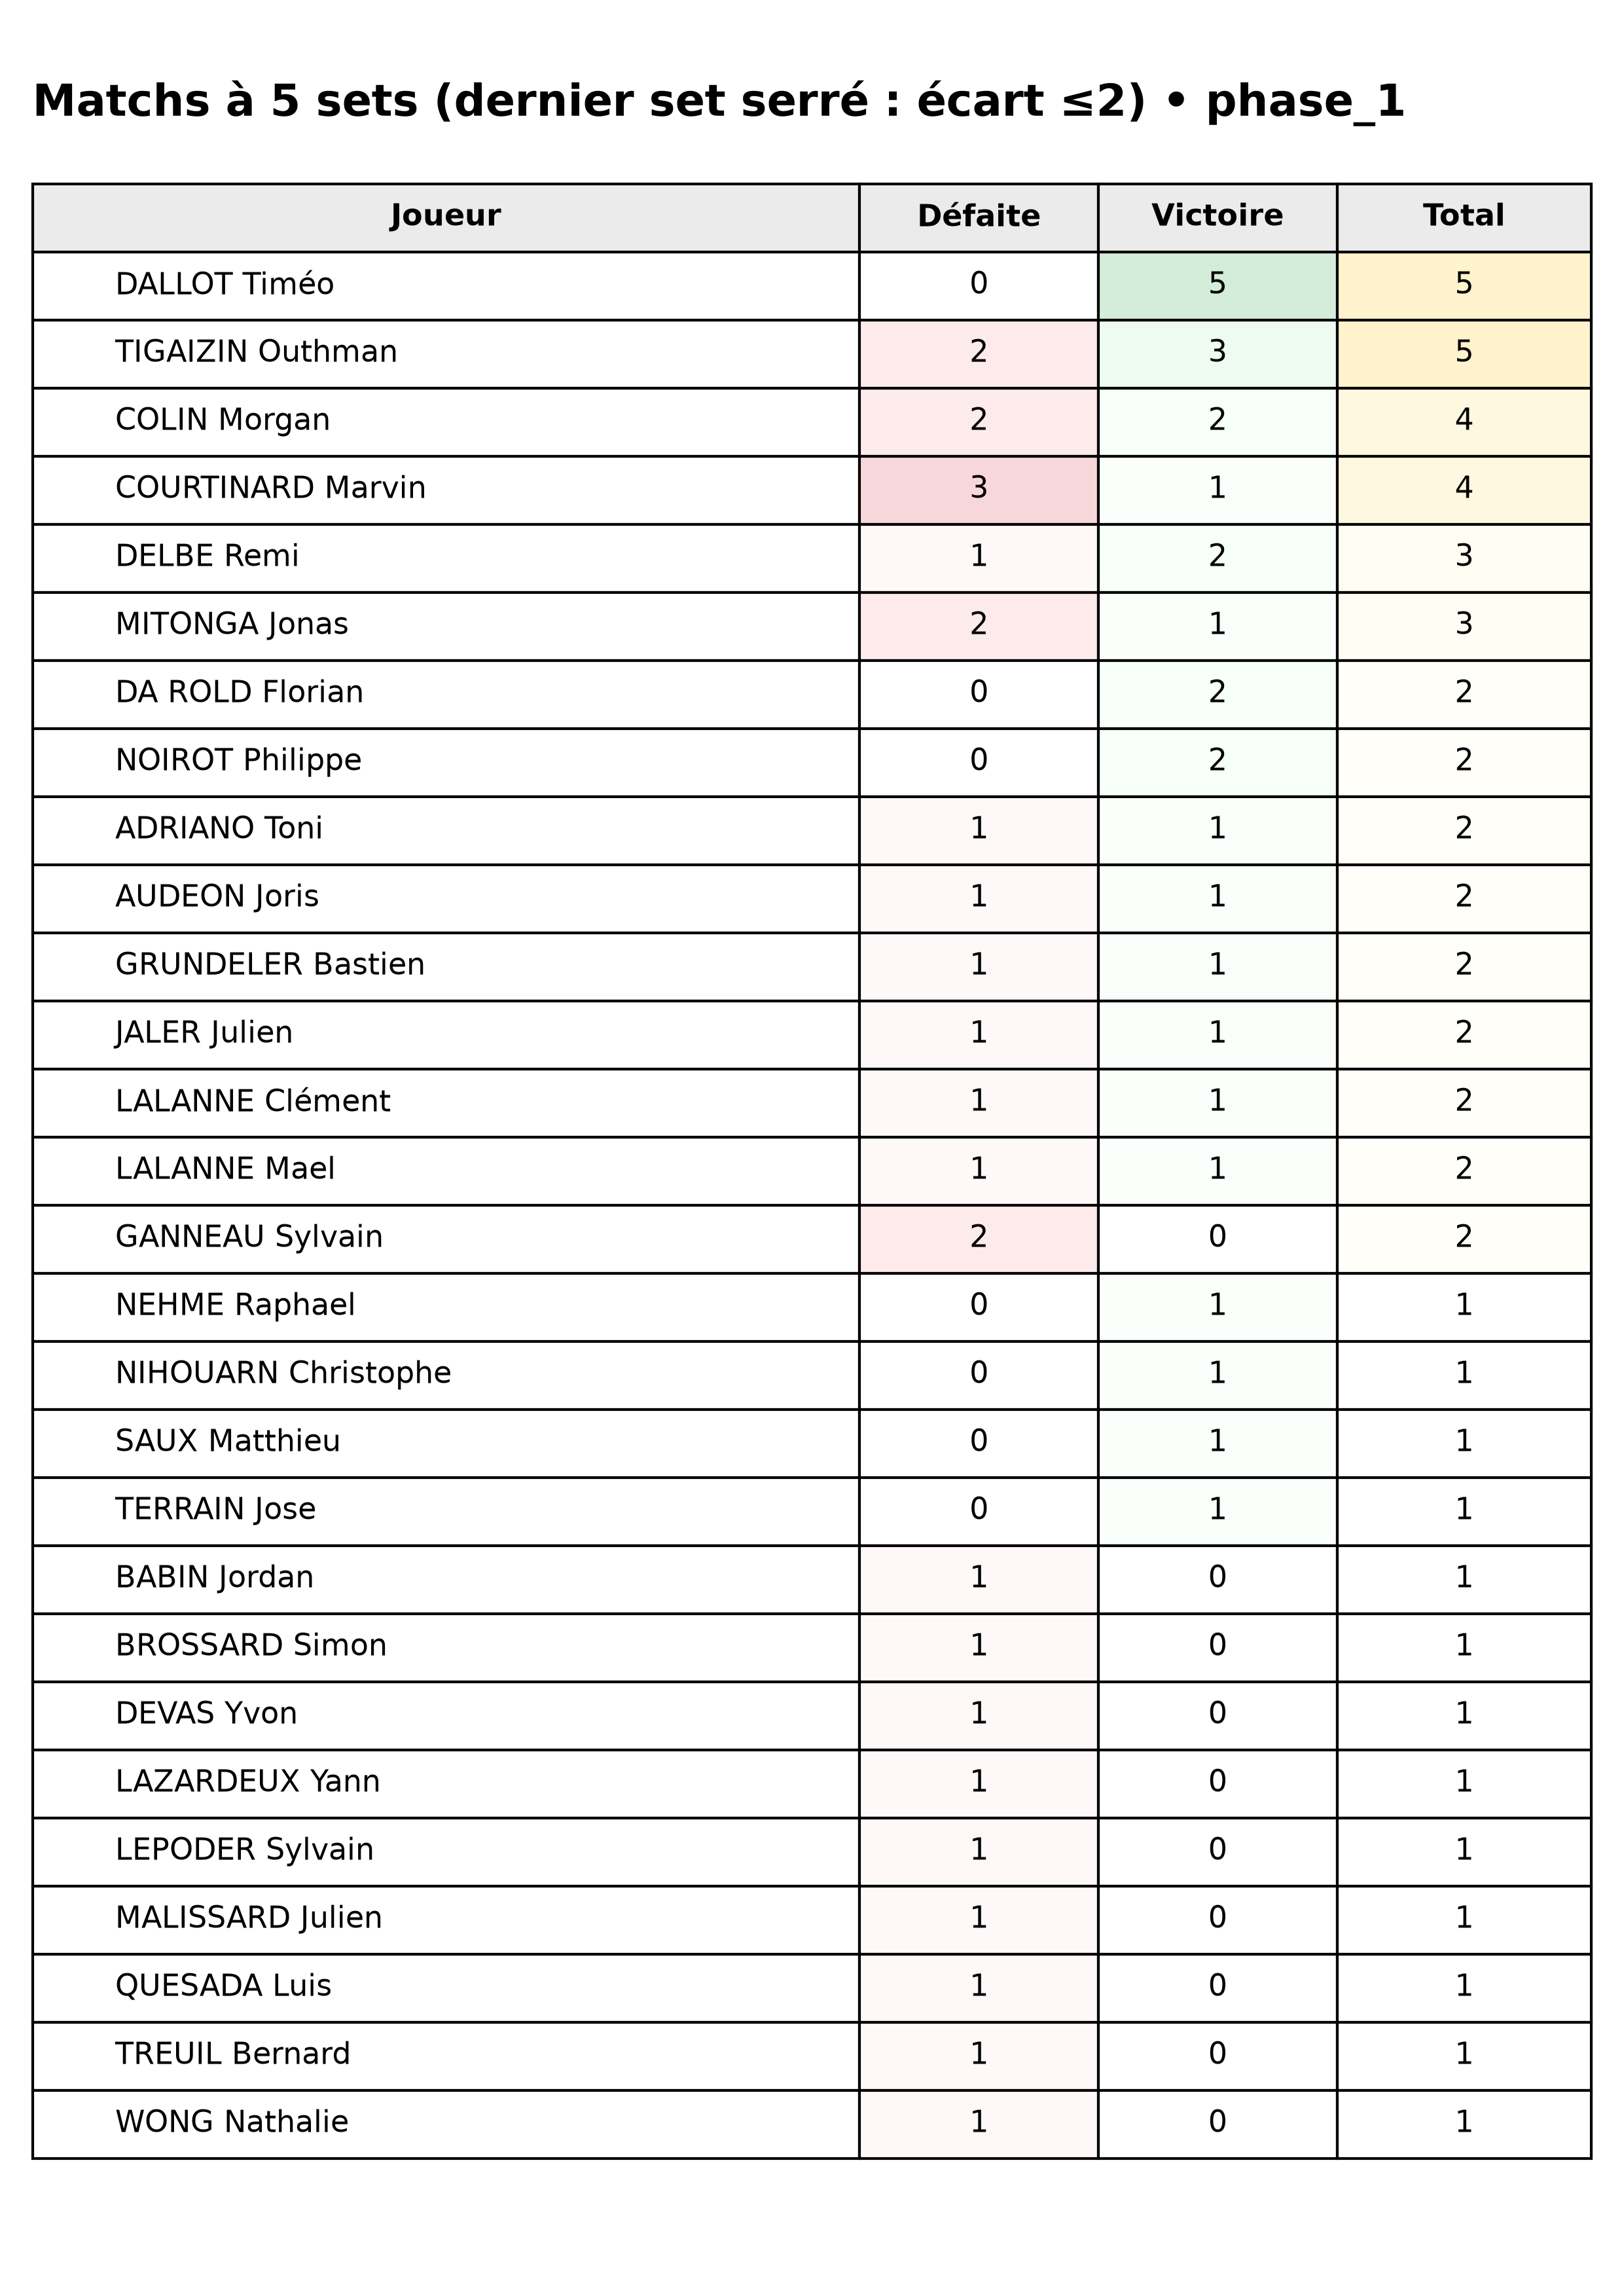 Matchs à 5 sets (dernier set serré : écart ≤2) • phase_1
Joueur Défaite Victoire Total
DALLOT Timéo 0 5 5
TIGAIZIN Outhman 2 3 5
COLIN Morgan 2 2 4
COURTINARD Marvin 3 1 4
DELBE Remi 1 2 3
MITONGA Jonas 2 1 3
DA ROLD Florian 0 2 2
NOIROT Philippe 0 2 2
ADRIANO Toni 1 1 2
AUDEON Joris 1 1 2
GRUNDELER Bastien 1 1 2
JALER Julien 1 1 2
LALANNE Clément 1 1 2
LALANNE Mael 1 1 2
GANNEAU Sylvain 2 0 2
NEHME Raphael 0 1 1
NIHOUARN Christophe 0 1 1
SAUX Matthieu 0 1 1
TERRAIN Jose 0 1 1
BABIN Jordan 1 0 1
BROSSARD Simon 1 0 1
DEVAS Yvon 1 0 1
LAZARDEUX Yann 1 0 1
LEPODER Sylvain 1 0 1
MALISSARD Julien 1 0 1
QUESADA Luis 1 0 1
TREUIL Bernard 1 0 1
WONG Nathalie 1 0 1